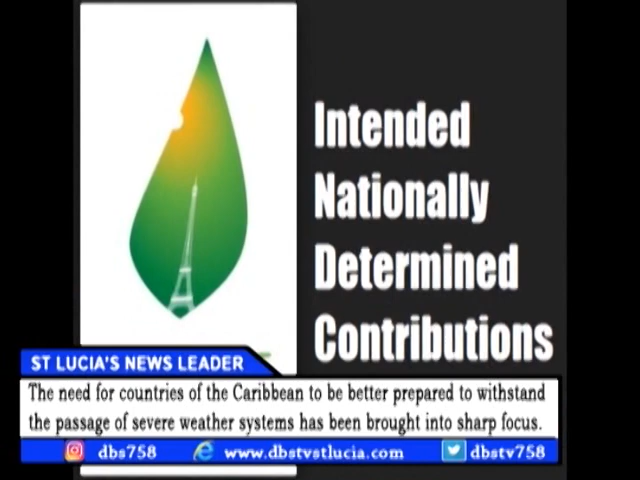 Intended
Nationally
Determined
Contributions
ST LUCIA'S NEWS LEADER
The need for countries of the Caribbean to be better prepared to withstand
the passage of severe weather systems has been brought into sharp focus.
dbs758 www.dbstvstlucia.com dbstv758